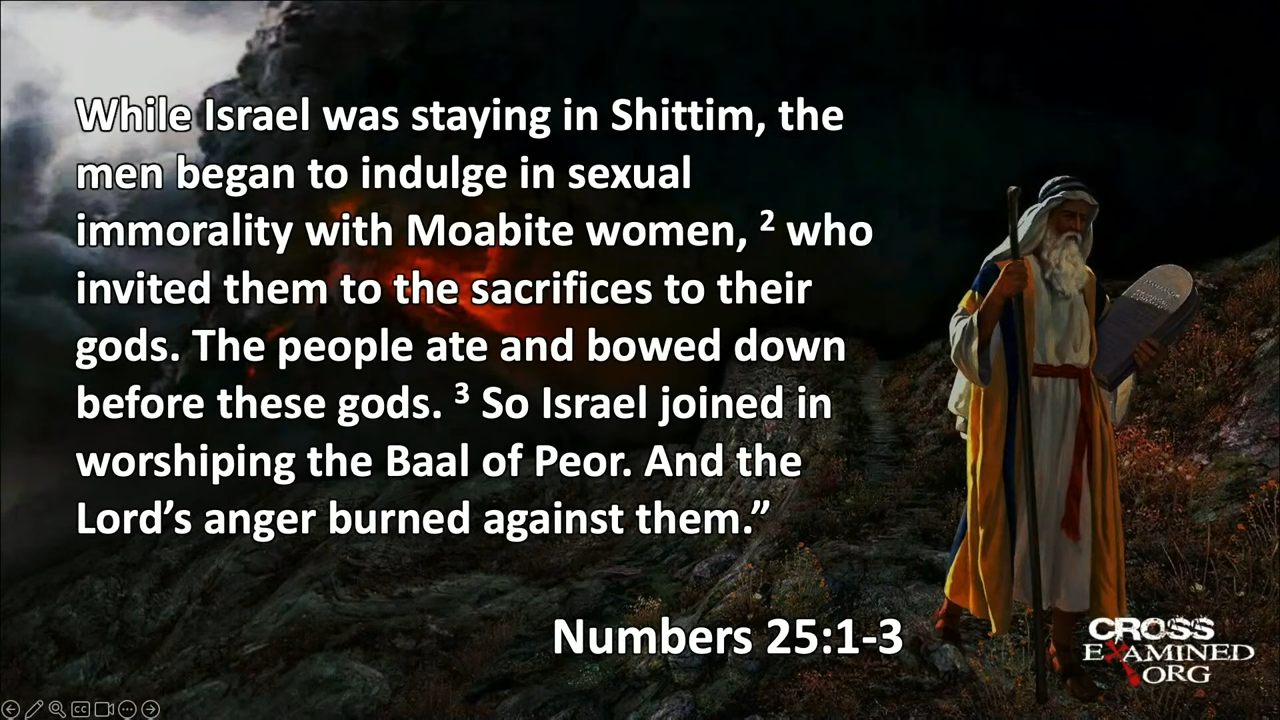 While Israel was staying in Shittim, the
men began to indulge in sexual
immorality with Moabite women, ² who
invited them to the sacrifices to their
gods. The people ate and bowed down
before these gods. ³ So Israel joined in
worshiping the Baal of Peor. And the
Lord’s anger burned against them.”
Numbers 25:1-3
CROSS
EXAMINED
ORG
CC